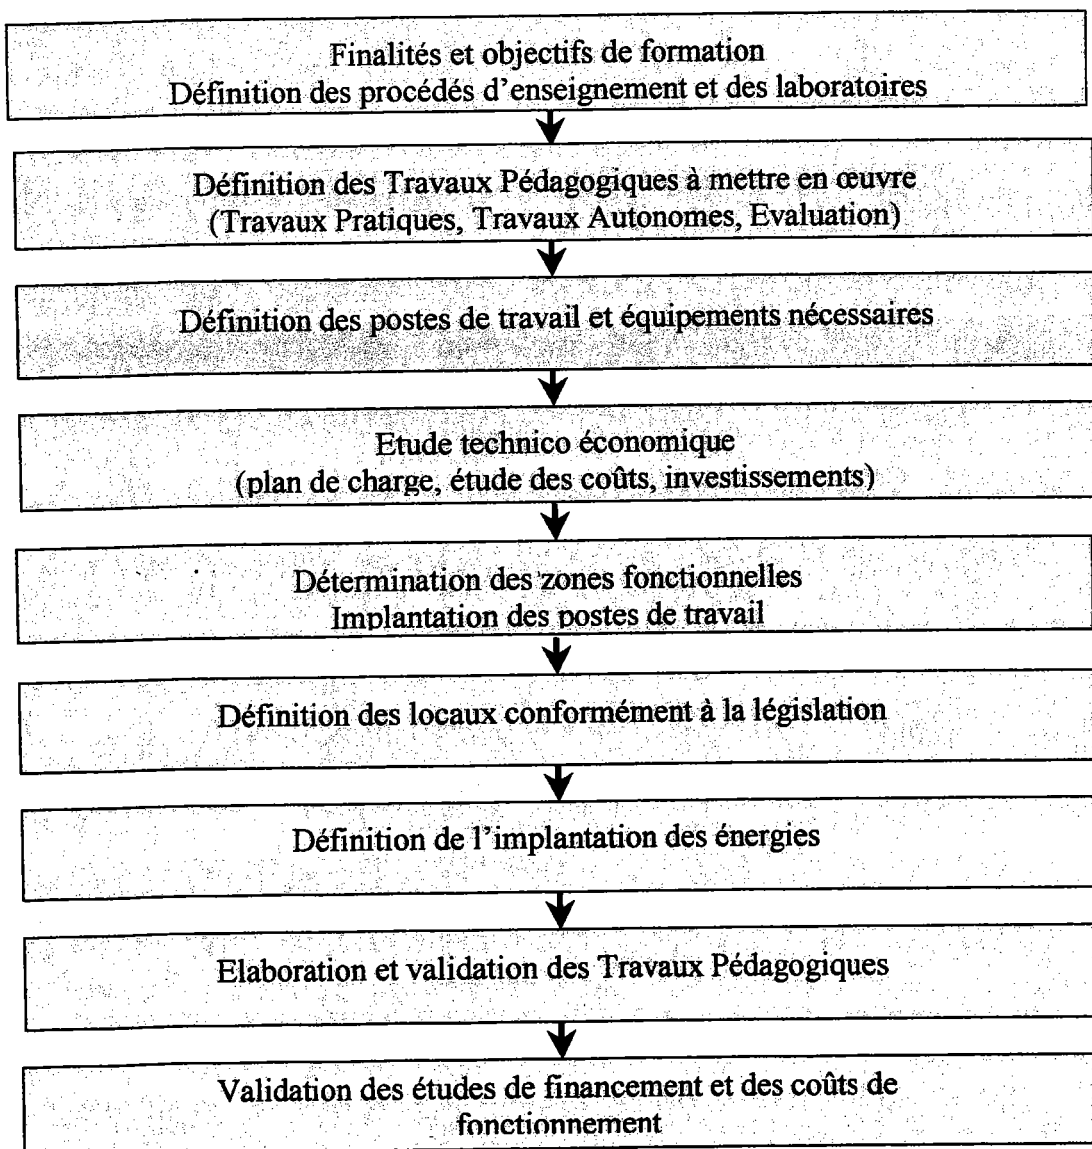 Finalités et objectifs de formation
Définition des procédés d'enseignement et des laboratoires
Définition des Travaux Pédagogiques à mettre en œuvre
(Travaux Pratiques, Travaux Autonomes, Evaluation)
Définition des postes de travail et équipements nécessaires
Etude technico économique
(plan de charge, étude des coûts, investissements)
Détermination des zones fonctionnelles
Implantation des postes de travail
Définition des locaux conformément à la législation
Définition de l'implantation des énergies
Elaboration et validation des Travaux Pédagogiques
Validation des études de financement et des coûts de
fonctionnement